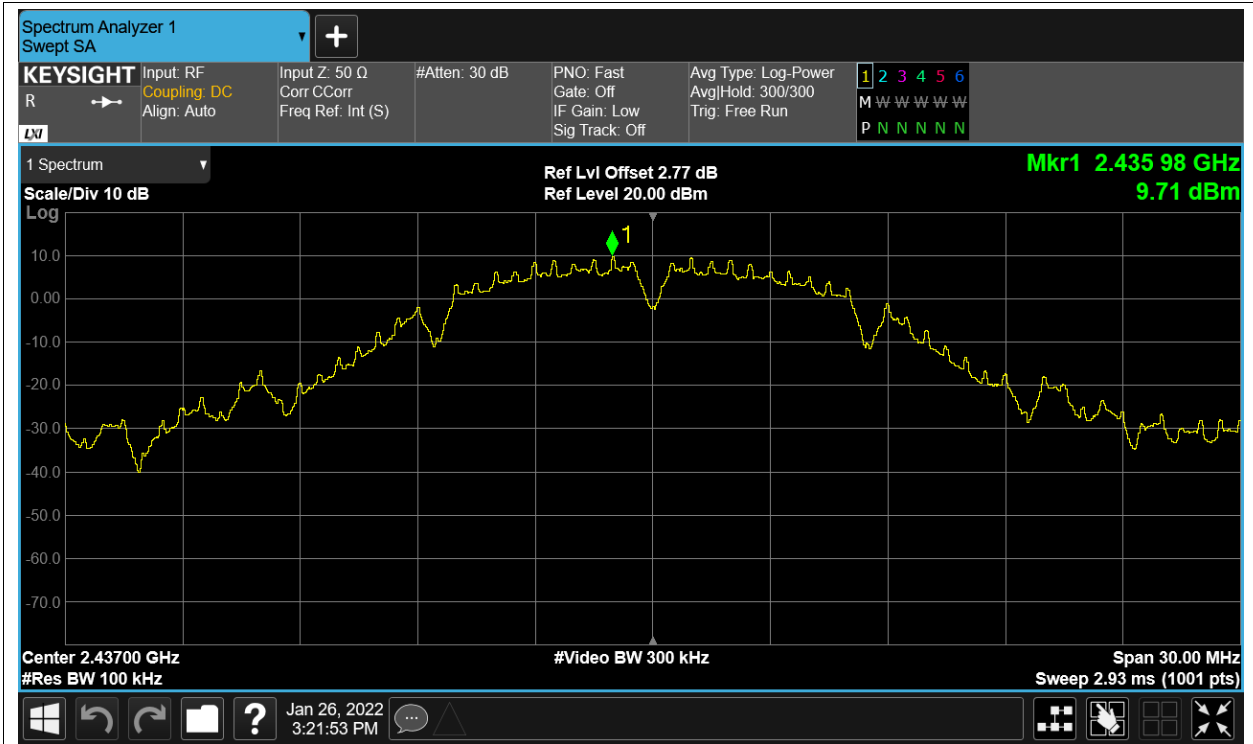 Spectrum Analyzer 1
Swept SA
KEYSIGHT
R
LXI
Input: RF
Coupling: DC
Align: Auto
Input Z: 50 Ω
Corr CCorr
Freq Ref: Int (S)
#Atten: 30 dB
PNO: Fast
Gate: Off
IF Gain: Low
Sig Track: Off
Avg Type: Log-Power
Avg|Hold: 300/300
Trig: Free Run
1 2 3 4 5 6
M W W W W W
P N N N N N
1 Spectrum
Scale/Div 10 dB
Log
Ref Lvl Offset 2.77 dB
Ref Level 20.00 dBm
Mkr1 2.435 98 GHz
9.71 dBm
1
10.0
0.00
-10.0
-20.0
-30.0
-40.0
-50.0
-60.0
-70.0
Center 2.43700 GHz
#Res BW 100 kHz
#Video BW 300 kHz
Span 30.00 MHz
Sweep 2.93 ms (1001 pts)
?
Jan 26, 2022
3:21:53 PM